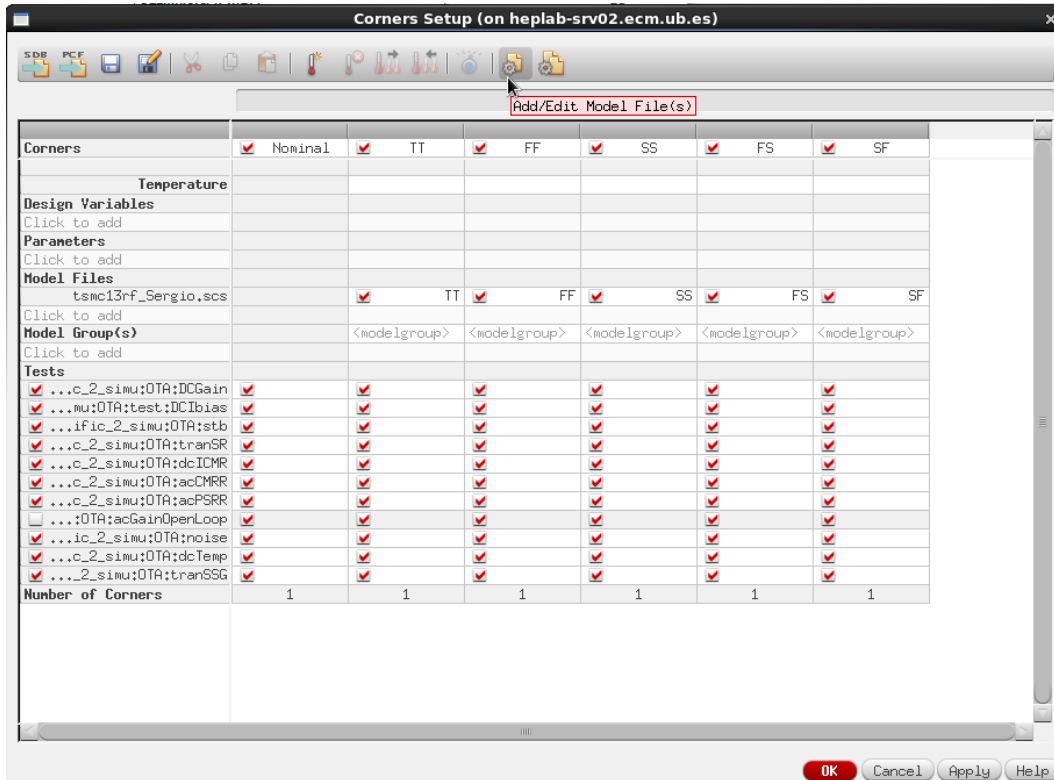 Corners Setup (on heplab-srv02.ecm.ub.es)
SDB PCF
Add/Edit Model File(s)
Corners Nominal TT FF SS FS SF
Temperature
Design Variables
Click to add
Parameters
Click to add
Model Files
tsmc13rf_Sergio.scs TT FF SS FS SF
Click to add
Model Group(s) <modelgroup> <modelgroup> <modelgroup> <modelgroup> <modelgroup>
Click to add
Tests
...c_2_simu:OTA:DCGain
...mu:OTA:test:DCIbias
...ific_2_simu:OTA:stb
...c_2_simu:OTA:tranSR
...c_2_simu:OTA:dcICMR
...c_2_simu:OTA:acCMRR
...c_2_simu:OTA:acPSRR
...:OTA:acGainOpenLoop
...ic_2_simu:OTA:noise
...c_2_simu:OTA:dcTemp
..._2_simu:OTA:tranSSG
Number of Corners 1 1 1 1 1 1
OK Cancel Apply Help